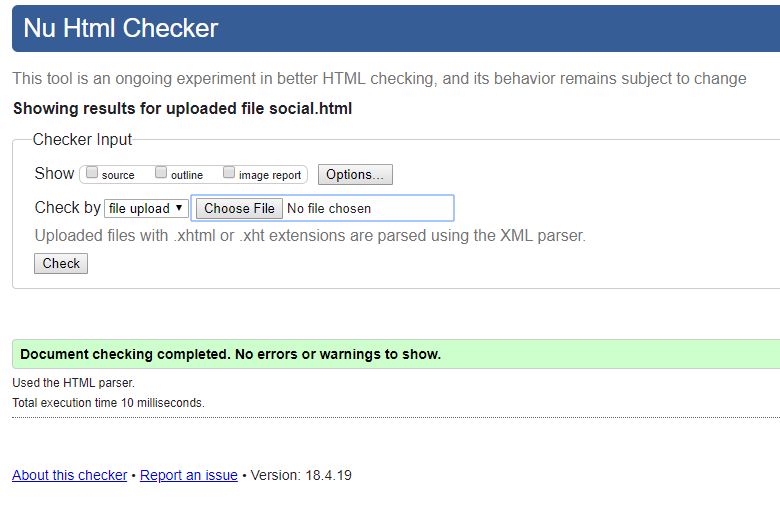 Nu Html Checker
This tool is an ongoing experiment in better HTML checking, and its behavior remains subject to change
Showing results for uploaded file social.html
Checker Input
Show source outline image report Options...
Check by file upload Choose File No file chosen
Uploaded files with .xhtml or .xht extensions are parsed using the XML parser.
Check
Document checking completed. No errors or warnings to show.
Used the HTML parser.
Total execution time 10 milliseconds.
About this checker • Report an issue • Version: 18.4.19